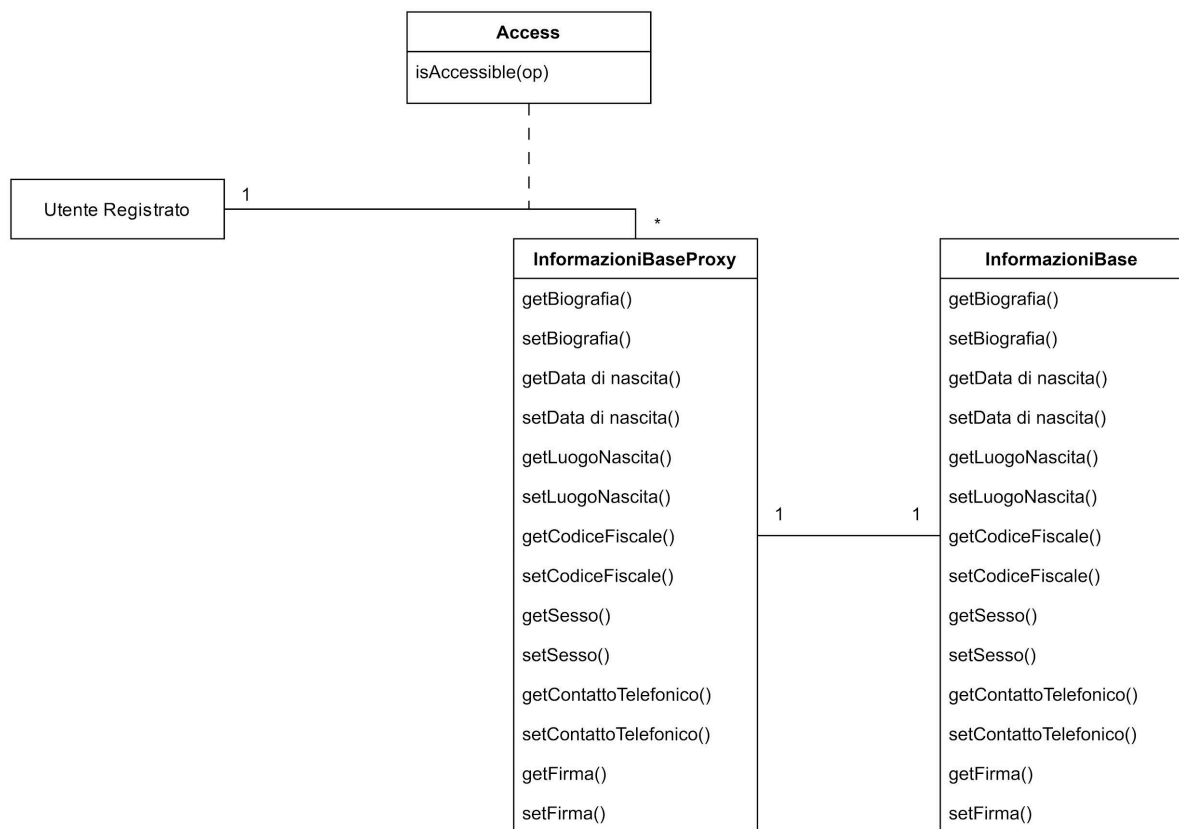 Access
isAccessible(op)
Utente Registrato
1
*
InformazioniBaseProxy
getBiografia()
setBiografia()
getData di nascita()
setData di nascita()
getLuogoNascita()
setLuogoNascita()
getCodiceFiscale()
setCodiceFiscale()
getSesso()
setSesso()
getContattoTelefonico()
setContattoTelefonico()
getFirma()
setFirma()
1
1
InformazioniBase
getBiografia()
setBiografia()
getData di nascita()
setData di nascita()
getLuogoNascita()
setLuogoNascita()
getCodiceFiscale()
setCodiceFiscale()
getSesso()
setSesso()
getContattoTelefonico()
setContattoTelefonico()
getFirma()
setFirma()